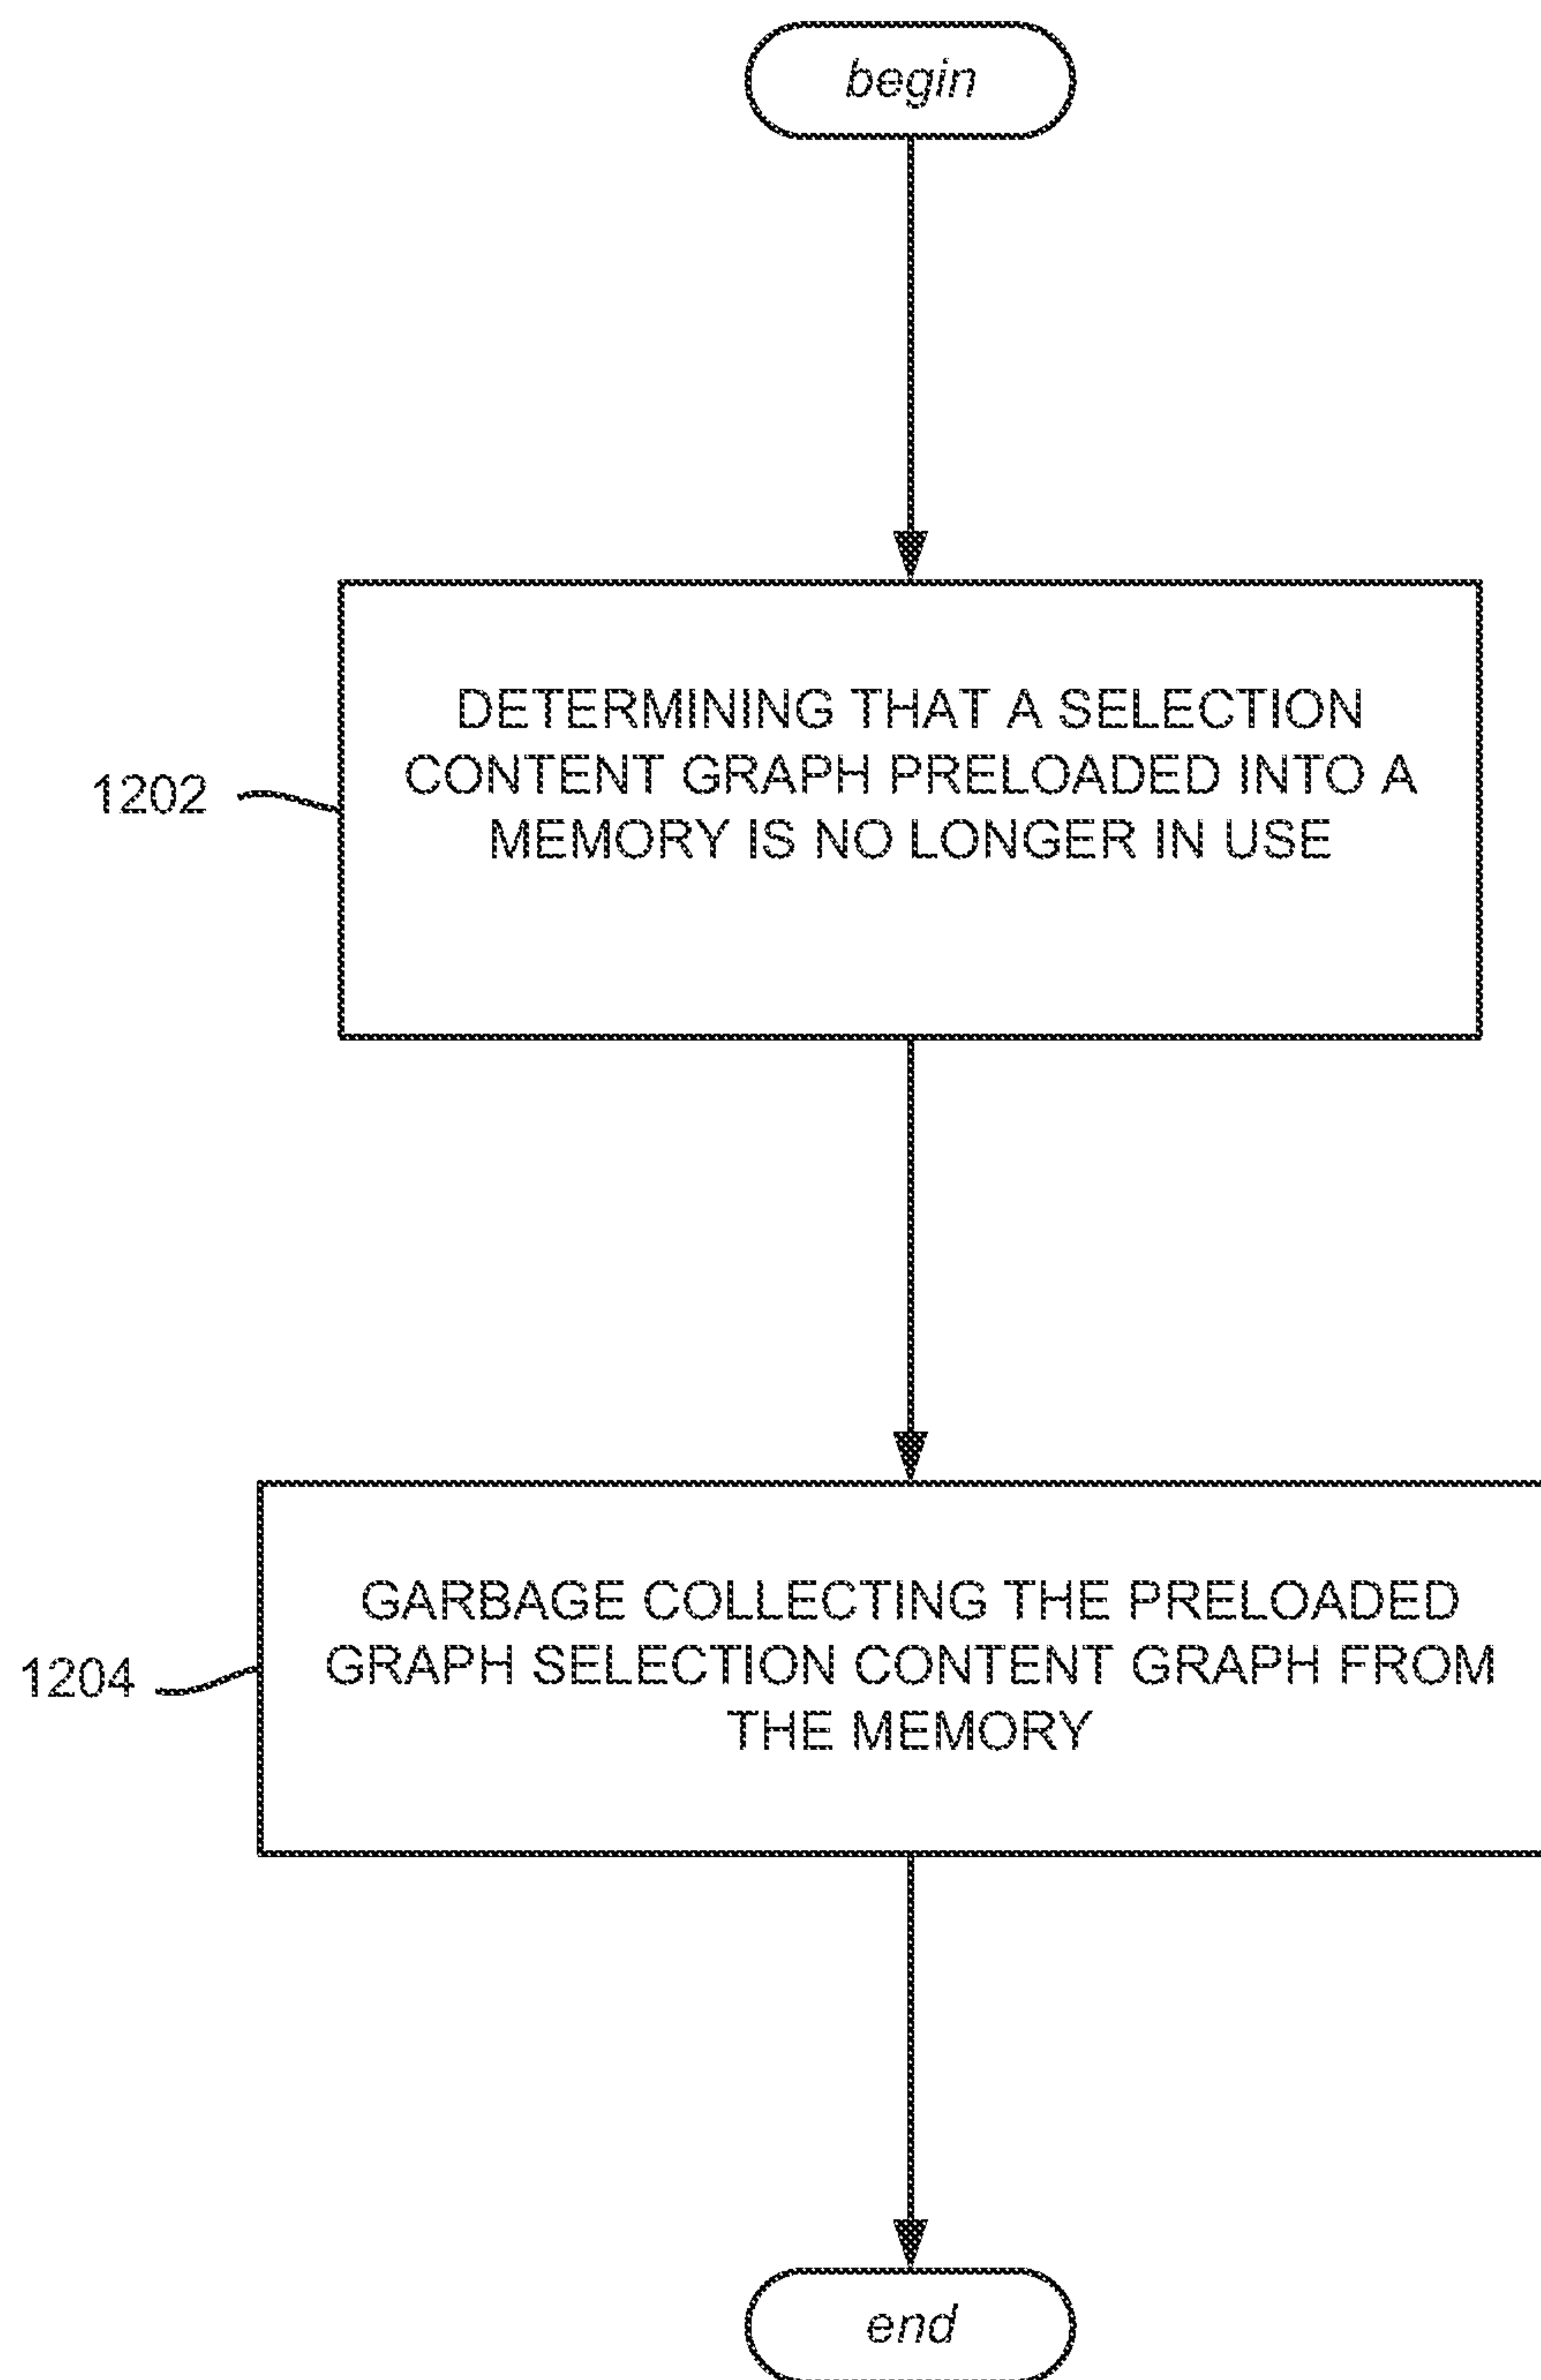 begin
DETERMINING THAT A SELECTION
CONTENT GRAPH PRELOADED INTO A
MEMORY IS NO LONGER IN USE
1202
GARBAGE COLLECTING THE PRELOADED
GRAPH SELECTION CONTENT GRAPH FROM
THE MEMORY
1204
end